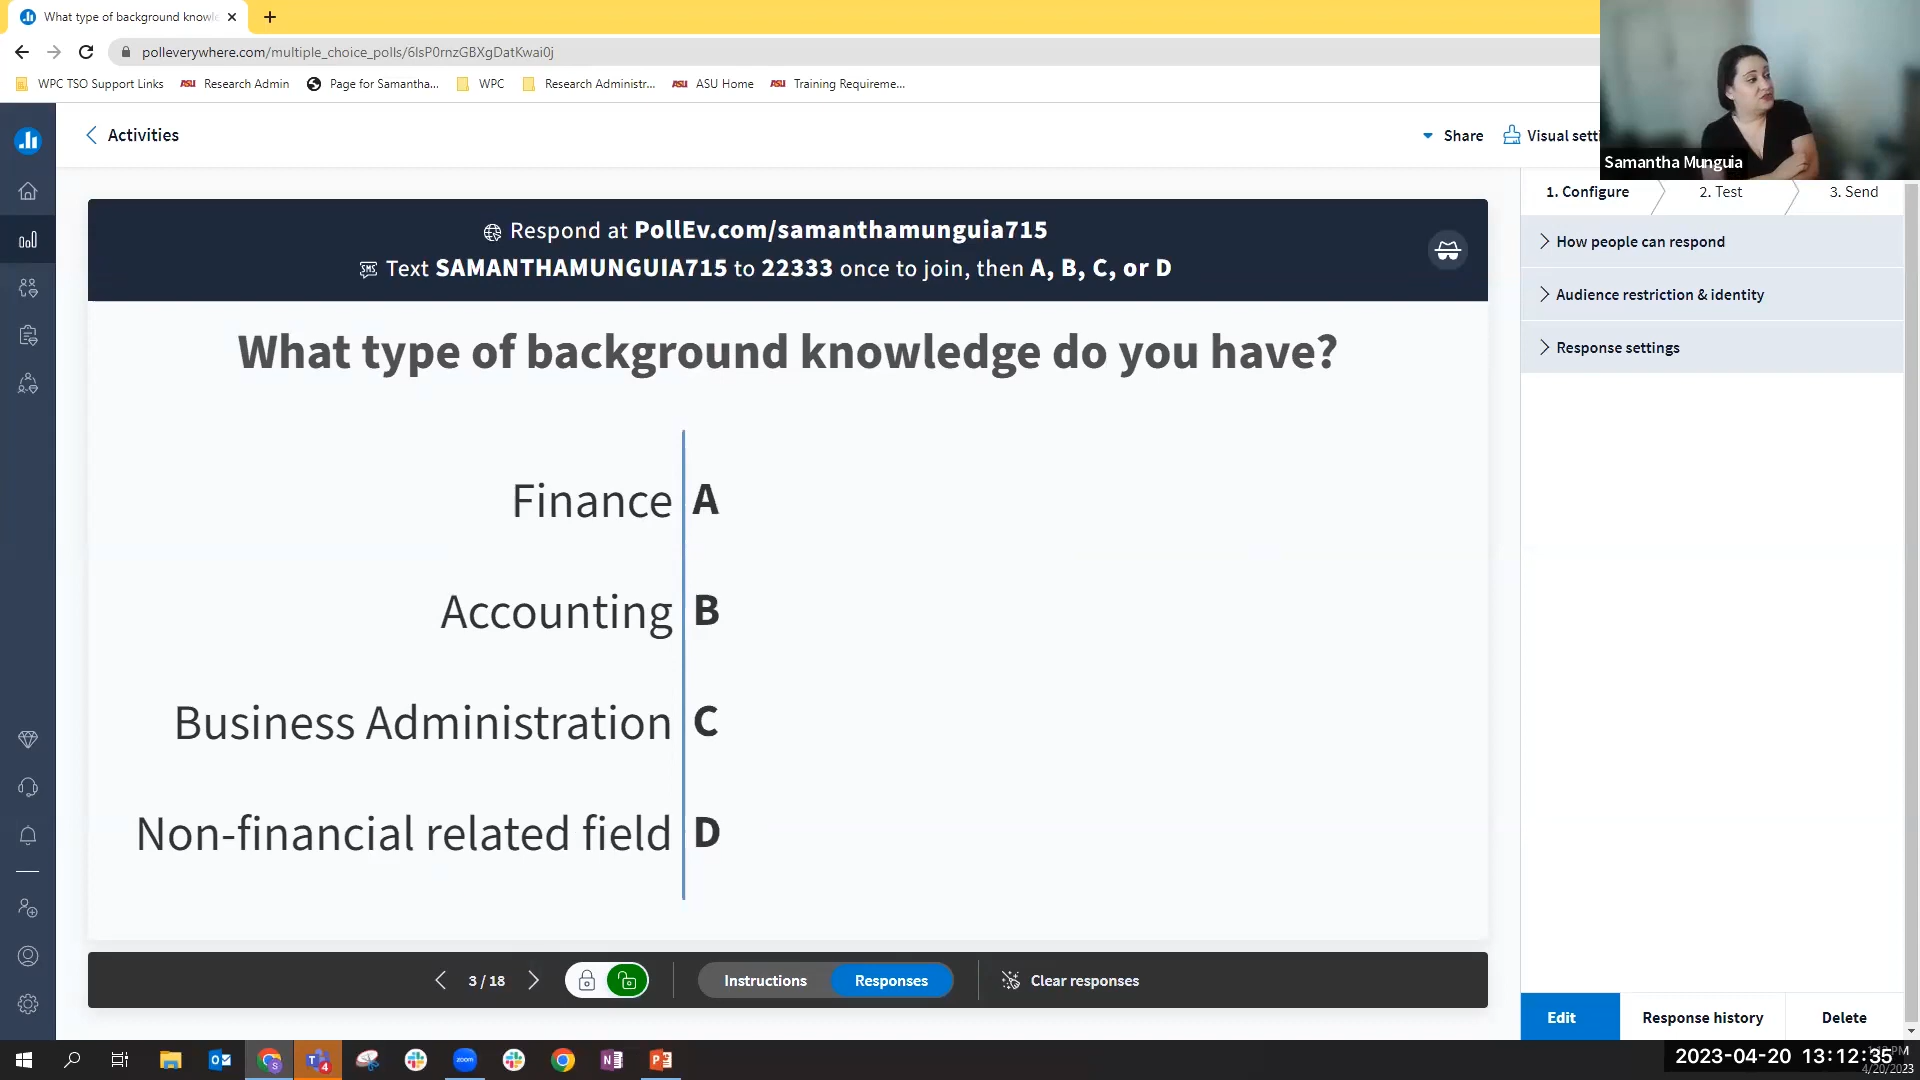 What type of background knowle
polleverywhere.com/multiple_choice_polls/6lsP0rnzGBXgDatKwai0j
WPC TSO Support Links
ASU Research Admin
Page for Samantha...
WPC
Research Administr...
ASU ASU Home
ASU Training Requireme...
Activities
Share
Visual setti
Samantha Munguia
1. Configure
2. Test
3. Send
Respond at PollEv.com/samanthamunguia715
Text SAMANTHAMUNGUIA715 to 22333 once to join, then A, B, C, or D
How people can respond
Audience restriction & identity
Response settings
What type of background knowledge do you have?
Finance A
Accounting B
Business Administration C
Non-financial related field D
3 / 18
Instructions
Responses
Clear responses
Edit
Response history
Delete
2023-04-20 13:12:35
4/20/2023